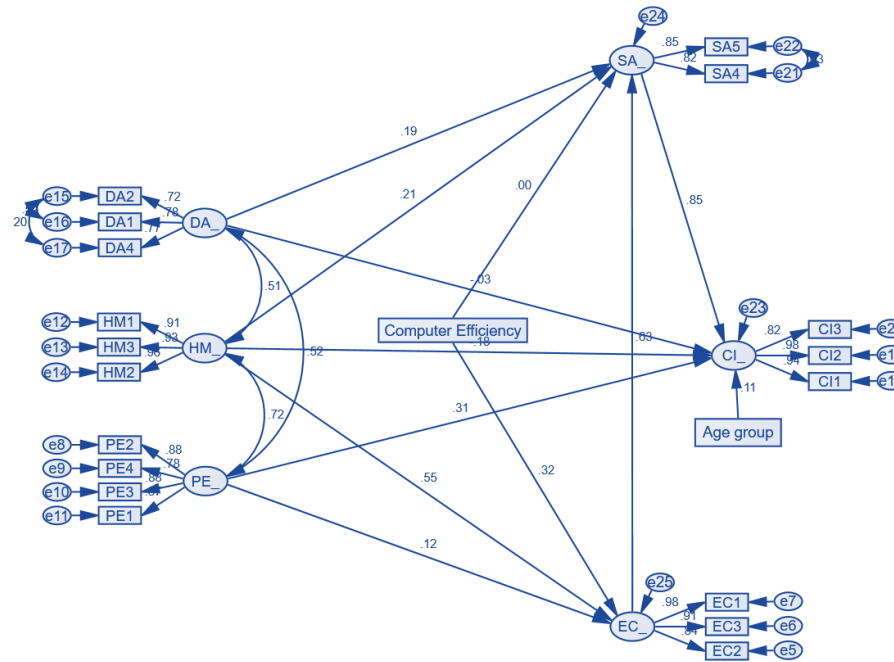 e24
.85
SA5
e22
SA_
.82
SA4
e21
.19
.00
.21
.85
e15
DA2
.72
e16
DA1
.78
DA_
20
e17
DA4
.77
.51
-.03
e23
e12
HM1
.91
Computer Efficiency
.63
.82
CI3
e13
HM3
.93
HM_
.52
.18
CI_
.98
CI2
e14
HM2
.94
CI1
.11
.72
.31
Age group
e8
PE2
.88
e9
PE4
.78
PE_
.55
.32
e10
PE3
.88
e11
PE1
.12
e25
.98
EC1
e7
EC_
.91
EC3
e6
EC2
e5